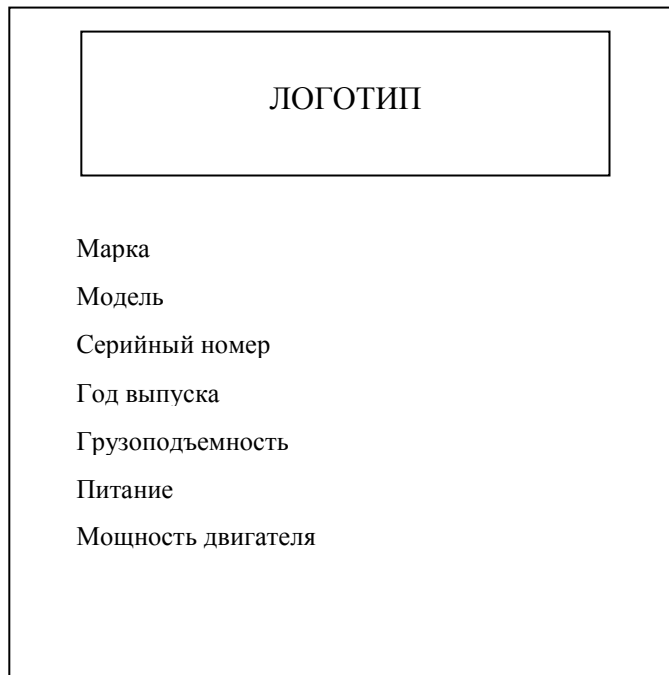 ЛОГОТИП
Марка
Модель
Серийный номер
Год выпуска
Грузоподъемность
Питание
Мощность двигателя